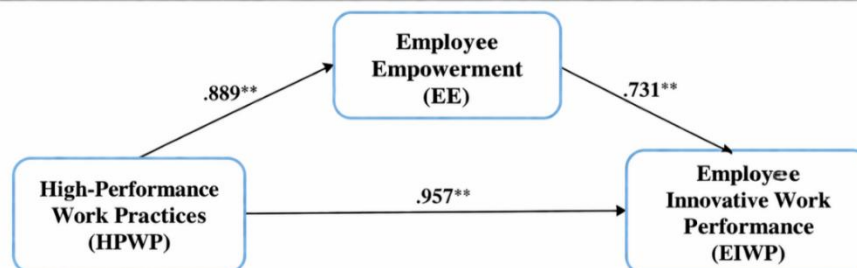 Employee
Empowerment
(EE)
.889**
.731**
High-Performance
Work Practices
(HPWP)
.957**
Employee
Innovative Work
Performance
(EIWP)